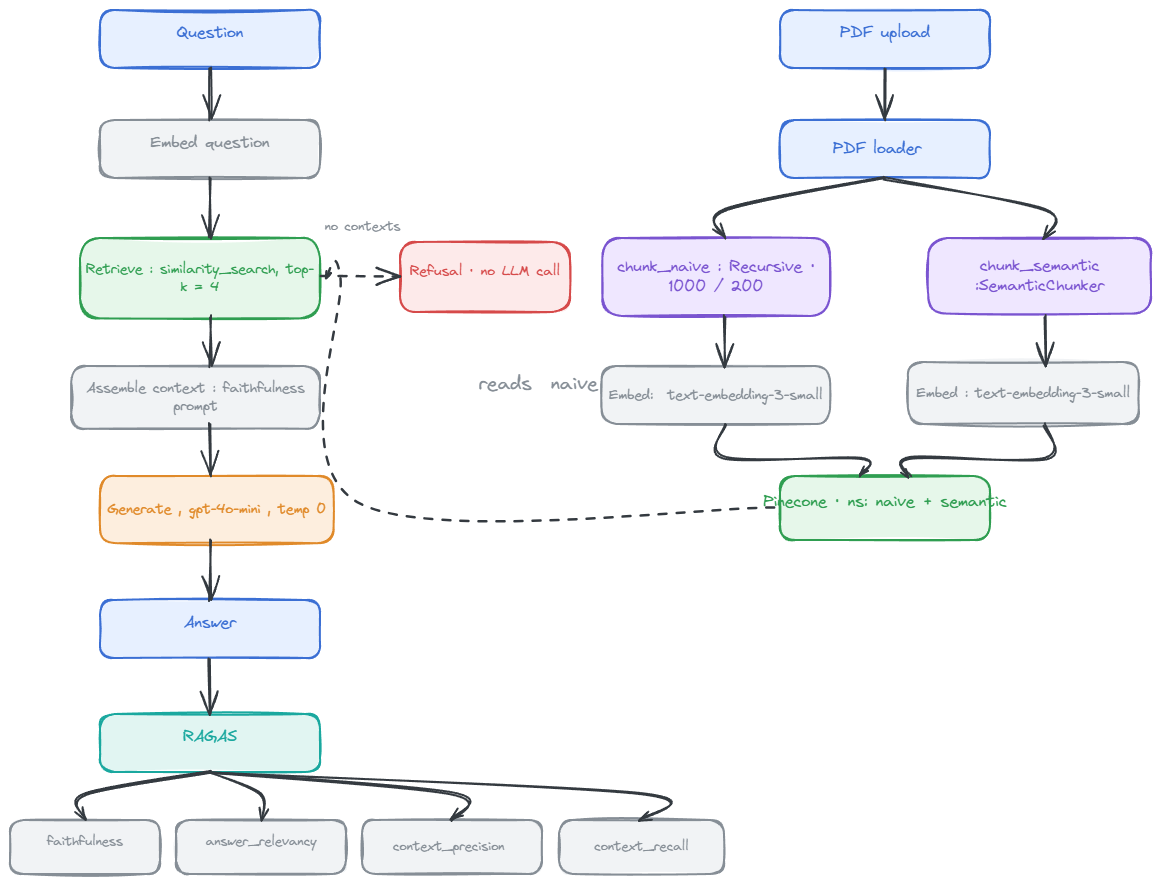 Question
PDF upload
Embed question
PDF loader
no contexts
Retrieve : similarity_search, top-
k = 4
Refusal · no LLM call
chunk_naive : Recursive ·
1000 / 200
chunk_semantic
:SemanticChunker
Assemble context : faithfulness
prompt
reads naive
Embed: text-embedding-3-small
Embed : text-embedding-3-small
Generate , gpt-4o-mini , temp 0
Pinecone · ns: naive + semantic
Answer
RAGAS
faithfulness
answer_relevancy
context_precision
context_recall